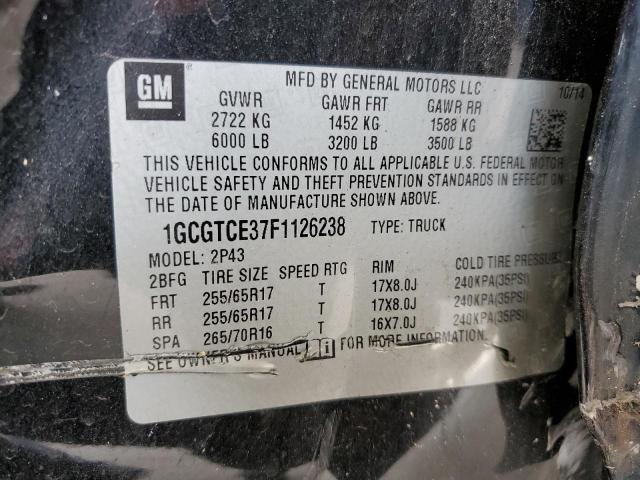 GM
MFD BY GENERAL MOTORS LLC 10/14
GVWR GAWR FRT GAWR RR
2722 KG 1452 KG 1588 KG
6000 LB 3200 LB 3500 LB
THIS VEHICLE CONFORMS TO ALL APPLICABLE U.S. FEDERAL MOTOR
VEHICLE SAFETY AND THEFT PREVENTION STANDARDS IN EFFECT ON
THE DATE OF MANUFACTURE SHOWN ABOVE.
1GCGTCE37F1126238 TYPE: TRUCK
MODEL: 2P43
2BFG TIRE SIZE SPEED RTG RIM COLD TIRE PRESSURE
FRT 255/65R17 T 17X8.0J 240KPA(35PSI)
RR 255/65R17 T 17X8.0J 240KPA(35PSI)
SPA 265/70R16 T 16X7.0J 240KPA(35PSI)
SEE OWNER'S MANUAL i FOR MORE INFORMATION.